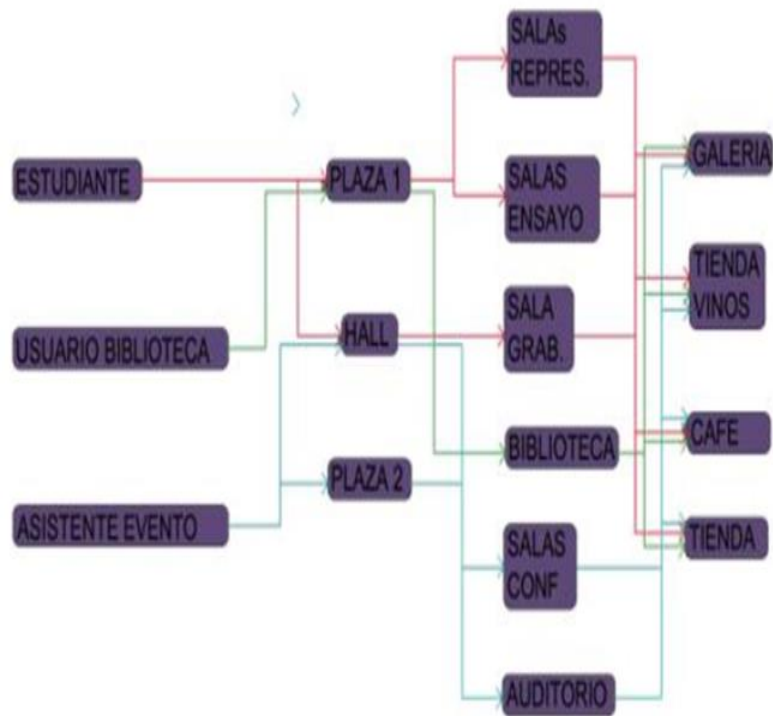 SALAs
REPRES.
ESTUDIANTE
PLAZA 1
SALAS
ENSAYO
GALERIA
TIENDA
VINOS
USUARIO BIBLIOTECA
HALL
SALA
GRAB.
BIBLIOTECA
CAFE
ASISTENTE EVENTO
PLAZA 2
SALAS
CONF
TIENDA
AUDITORIO